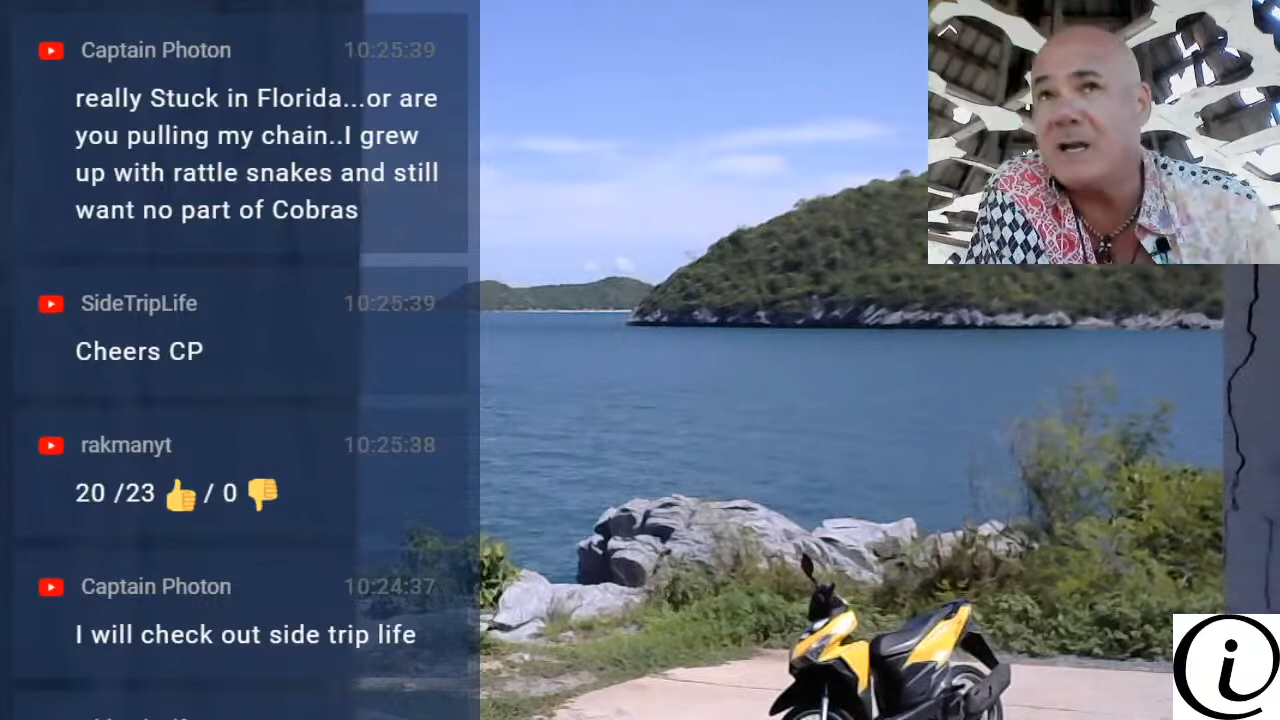 Captain Photon 10:25:39
really Stuck in Florida...or are
you pulling my chain..I grew
up with rattle snakes and still
want no part of Cobras
SideTripLife 10:25:39
Cheers CP
rakmanyt 10:25:38
20 /23 👍 / 0 👎
Captain Photon 10:24:37
I will check out side trip life
i